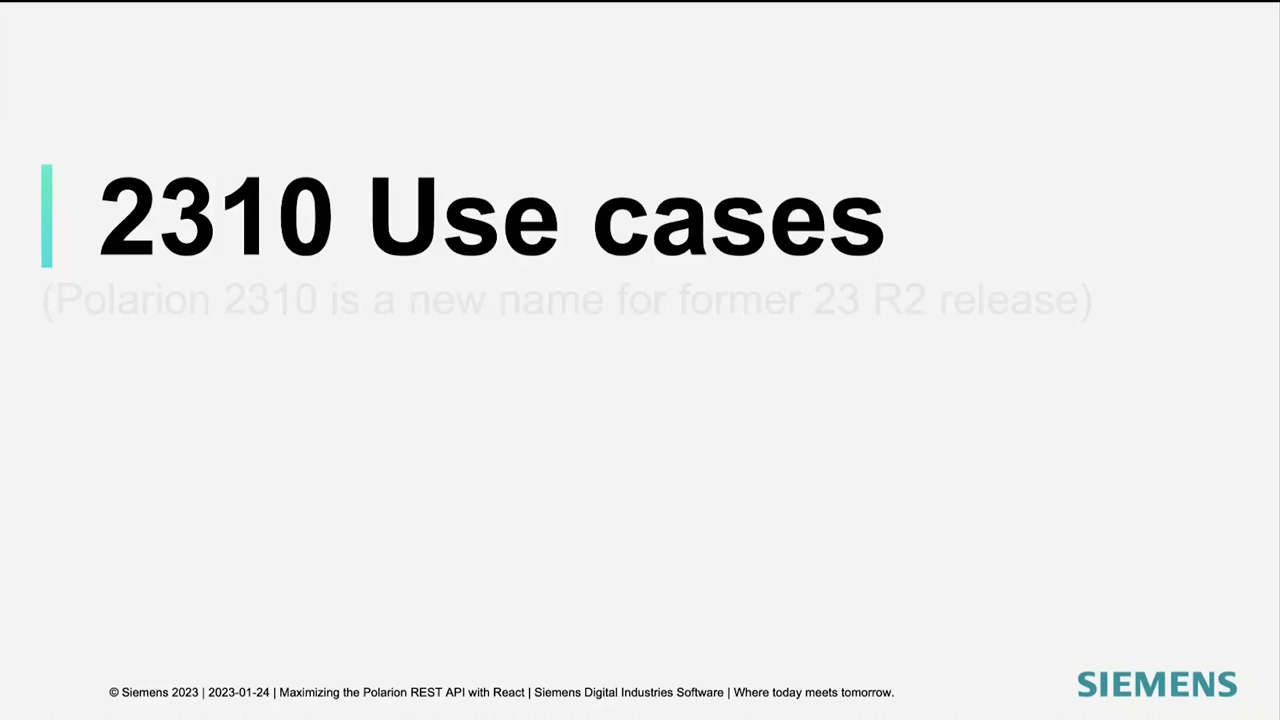 2310 Use cases
(Polarion 2310 is a new name for former 23 R2 release)
© Siemens 2023 | 2023-01-24 | Maximizing the Polarion REST API with React | Siemens Digital Industries Software | Where today meets tomorrow.
SIEMENS